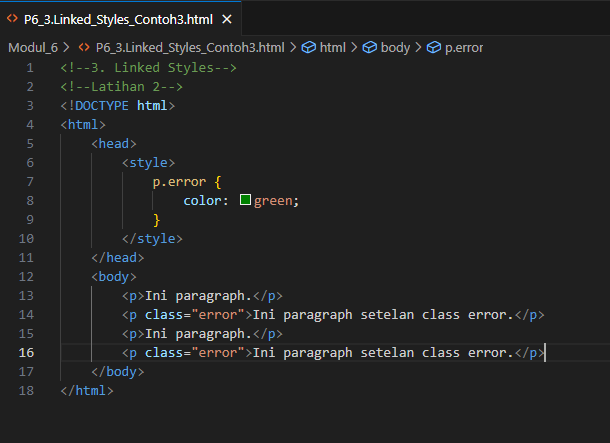 <> P6_3.Linked_Styles_Contoh3.html ×
Modul_6 > <> P6_3.Linked_Styles_Contoh3.html > html > body > p.error
1 <!--3. Linked Styles-->
2 <!--Latihan 2-->
3 <!DOCTYPE html>
4 <html>
5     <head>
6         <style>
7             p.error {
8                 color: green;
9             }
10         </style>
11     </head>
12     <body>
13         <p>Ini paragraph.</p>
14         <p class="error">Ini paragraph setelan class error.</p>
15         <p>Ini paragraph.</p>
16         <p class="error">Ini paragraph setelan class error.</p>
17     </body>
18 </html>